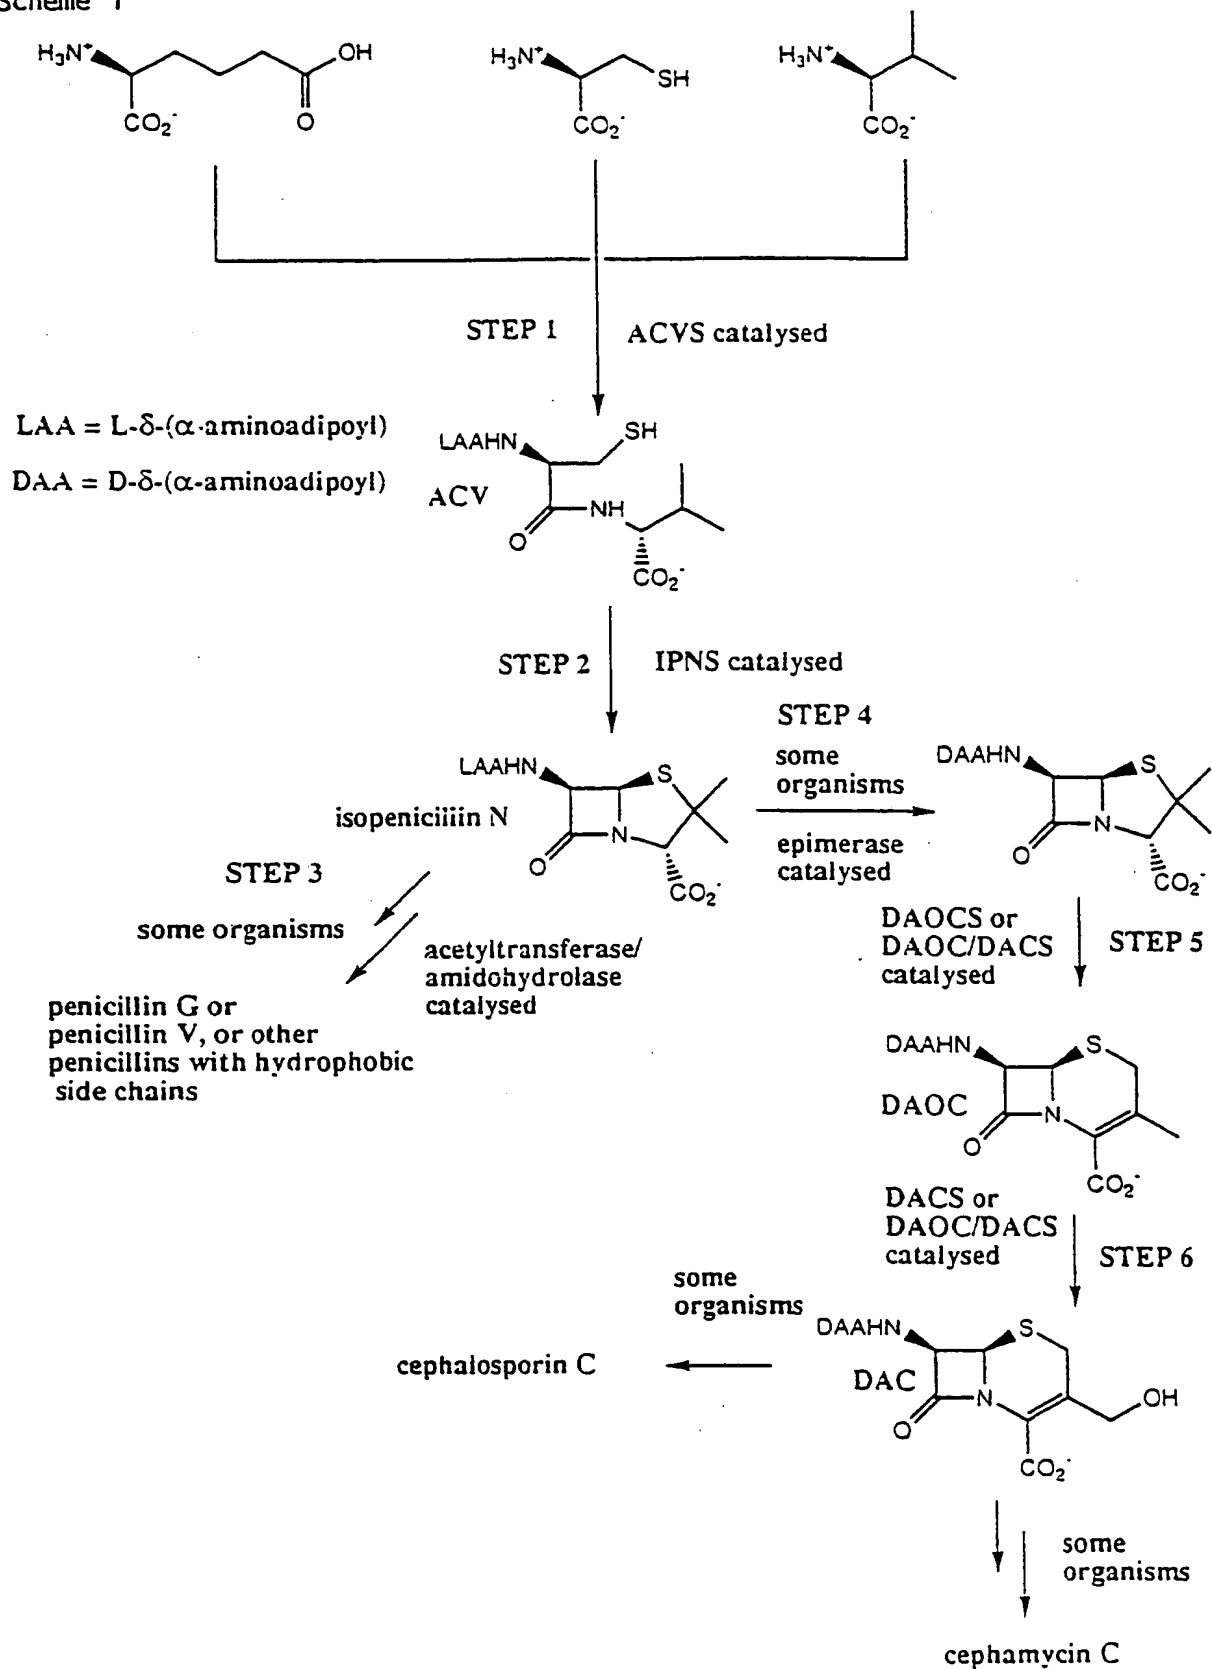 Scheme 1
H₃N⁺ OH
CO₂⁻ O
H₃N⁺ SH
CO₂⁻
H₃N⁺
CO₂⁻
STEP 1 ACVS catalysed
LAA = L-δ-(α-aminoadipoyl)
DAA = D-δ-(α-aminoadipoyl)
LAAHN SH
ACV
O NH
CO₂⁻
STEP 2 IPNS catalysed
LAAHN S
isopenicillin N
O N
CO₂⁻
STEP 4
some
organisms
epimerase
catalysed
DAAHN S
O N
CO₂⁻
STEP 3
some organisms
acetyltransferase/
amidohydrolase
catalysed
penicillin G or
penicillin V, or other
penicillins with hydrophobic
side chains
DAOCS or
DAOC/DACS
catalysed
STEP 5
DAAHN S
DAOC
O N
CO₂⁻
DACS or
DAOC/DACS
catalysed
STEP 6
some
organisms
cephalosporin C
DAAHN S
DAC
O N OH
CO₂⁻
some
organisms
cephamycin C